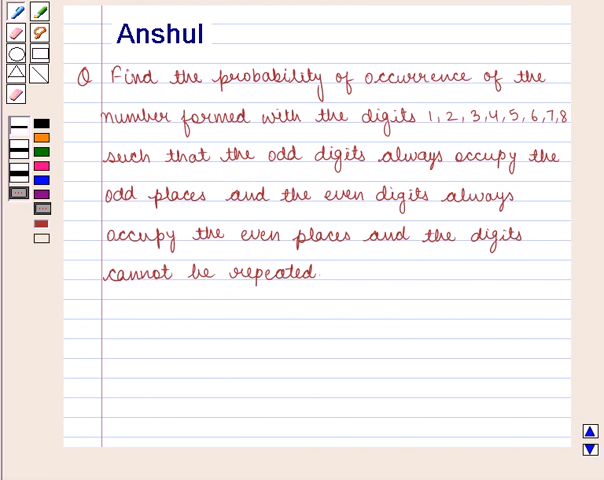 Anshul
Q Find the probability of occurrence of the
number formed with the digits 1, 2, 3, 4, 5, 6, 7, 8
such that the odd digits always occupy the
odd places and the even digits always
occupy the even places and the digits
cannot be repeated.